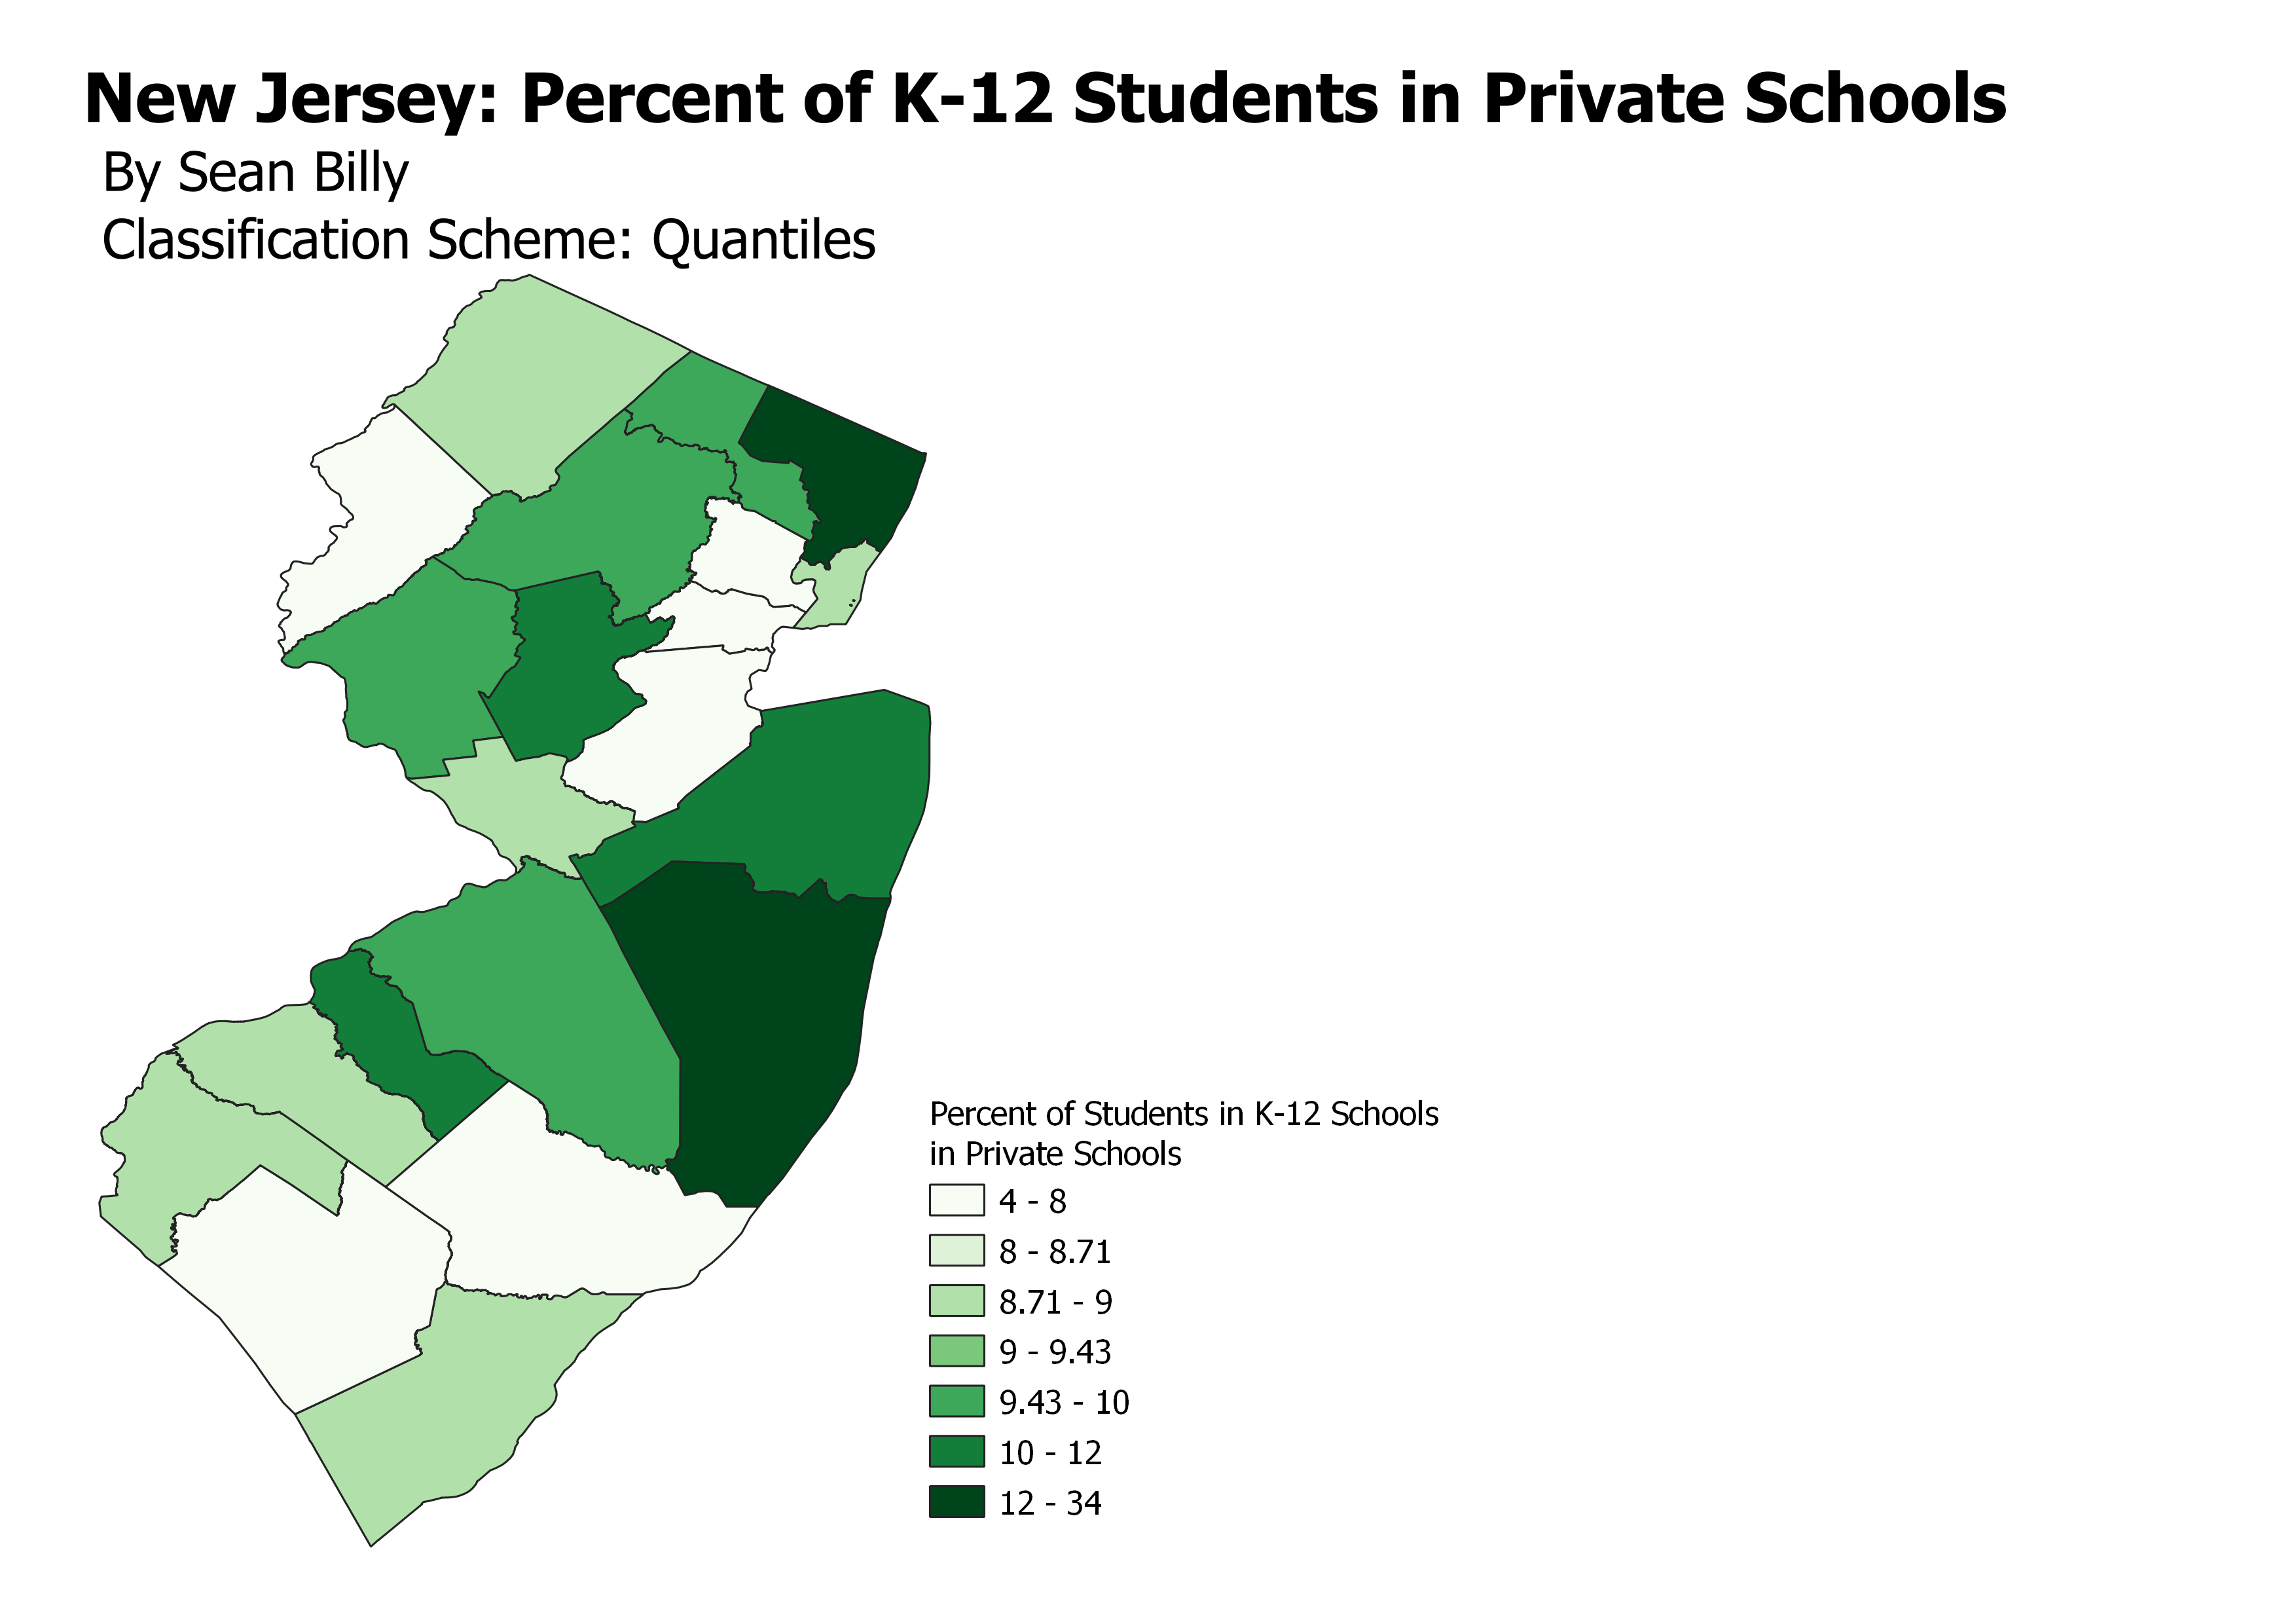 New Jersey: Percent of K-12 Students in Private Schools
By Sean Billy
Classification Scheme: Quantiles
Percent of Students in K-12 Schools
in Private Schools
4 - 8
8 - 8.71
8.71 - 9
9 - 9.43
9.43 - 10
10 - 12
12 - 34